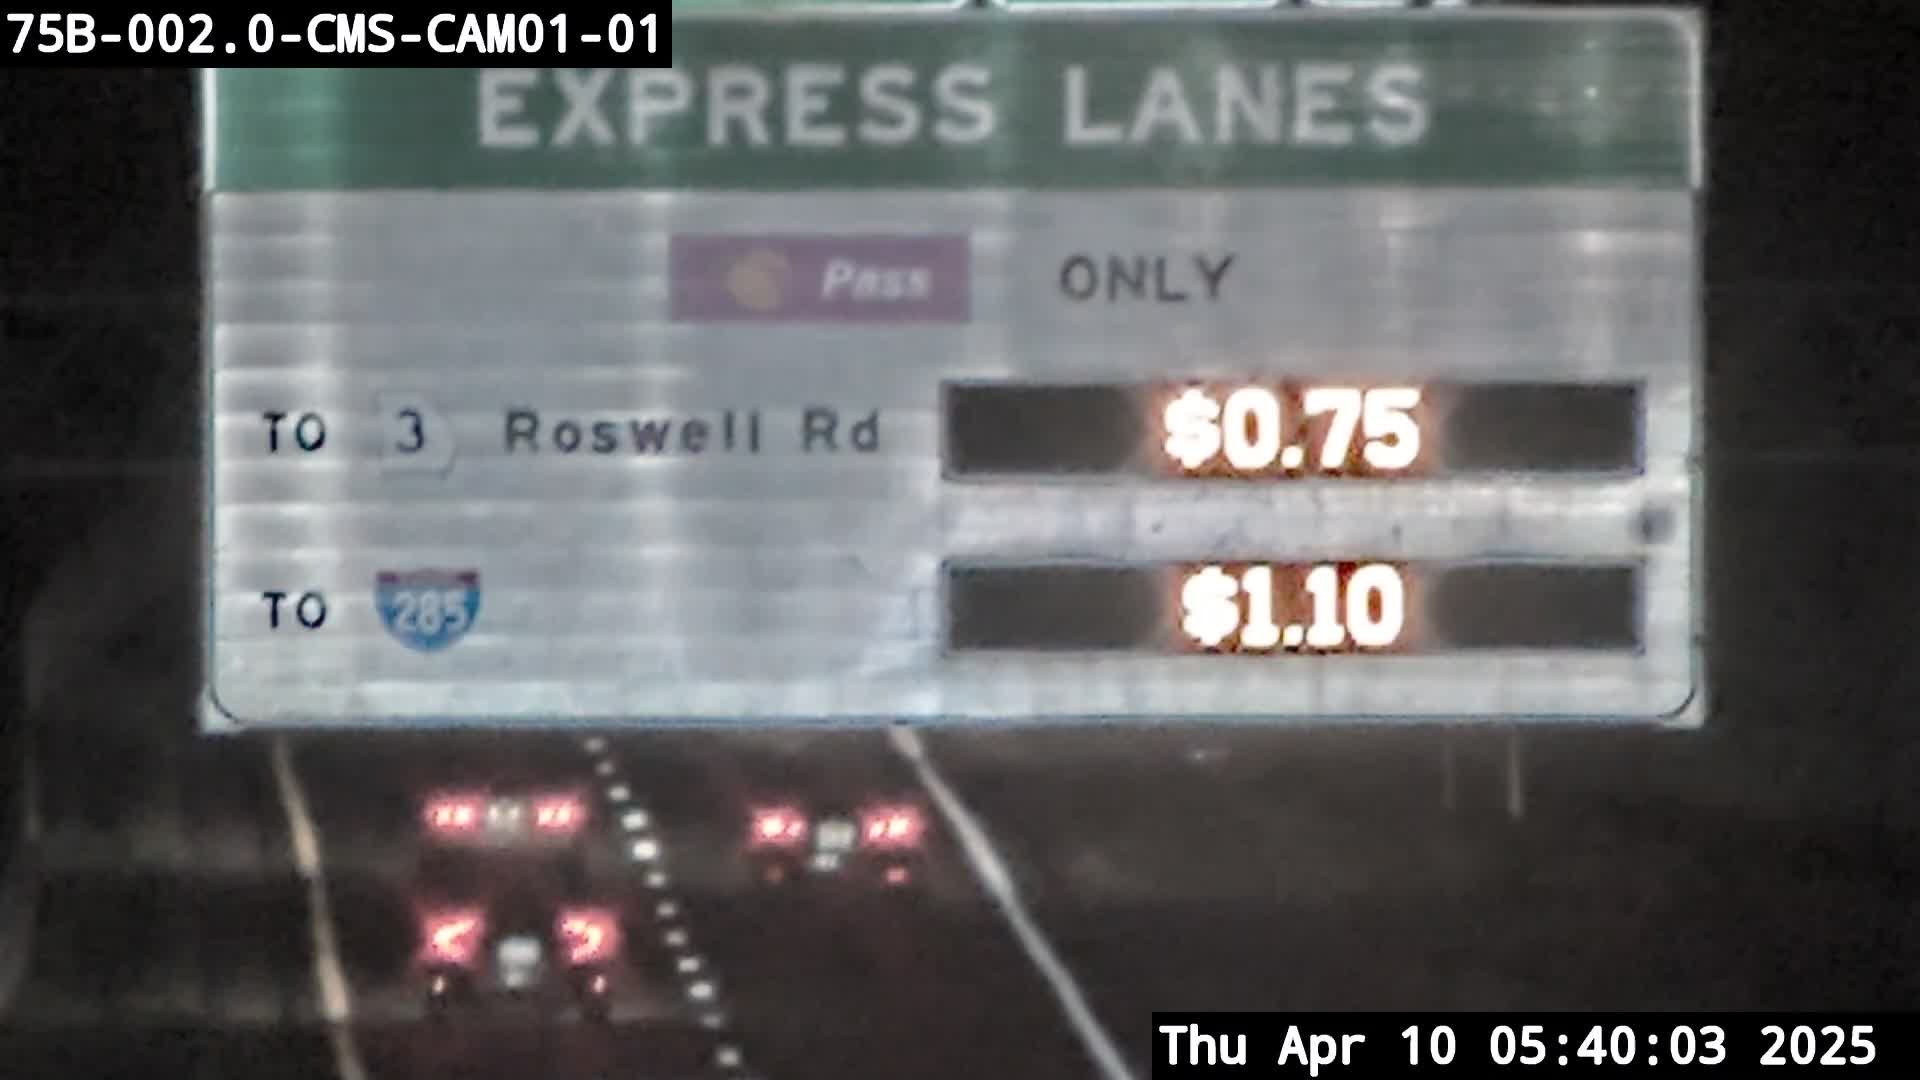 75B-002.0-CMS-CAM01-01
EXPRESS LANES
Pass ONLY
TO 3 Roswell Rd $0.75
TO 285 $1.10
Thu Apr 10 05:40:03 2025